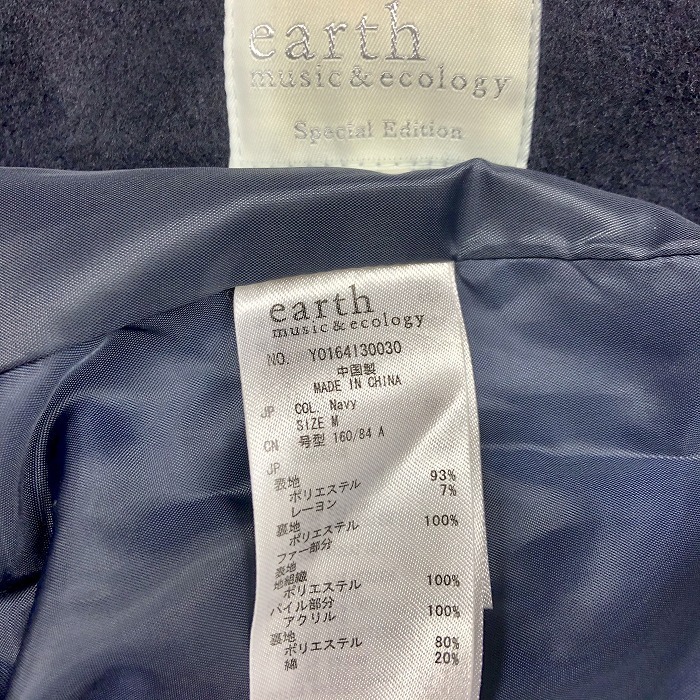 earth
music&ecology
Special Edition
earth
music&ecology
NO. Y0164I30030
中国製
MADE IN CHINA
JP COL. Navy
SIZE M
CN 号型 160/84 A
JP
表地
ポリエステル 93%
レーヨン 7%
裏地
ポリエステル 100%
ファー部分
表地
地組織
ポリエステル 100%
パイル部分
アクリル 100%
裏地
ポリエステル 80%
綿 20%